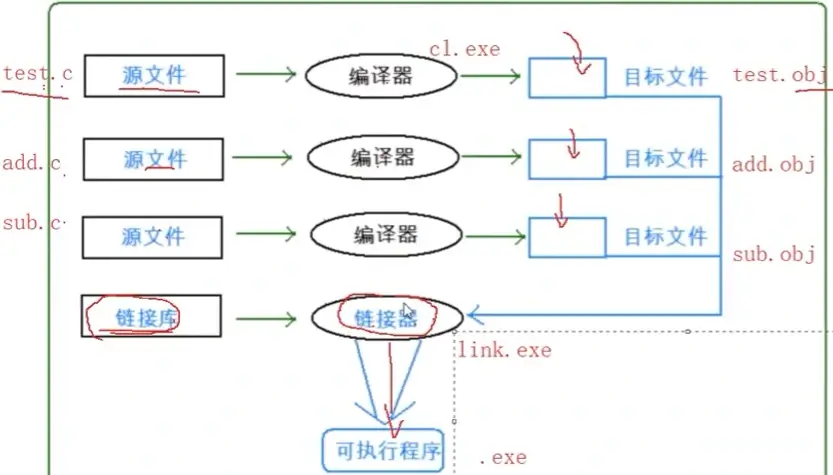 cl.exe
test.c 源文件 编译器 目标文件 test.obj
add.c 源文件 编译器 目标文件 add.obj
sub.c 源文件 编译器 目标文件 sub.obj
链接库 链接器
link.exe
可执行程序 .exe